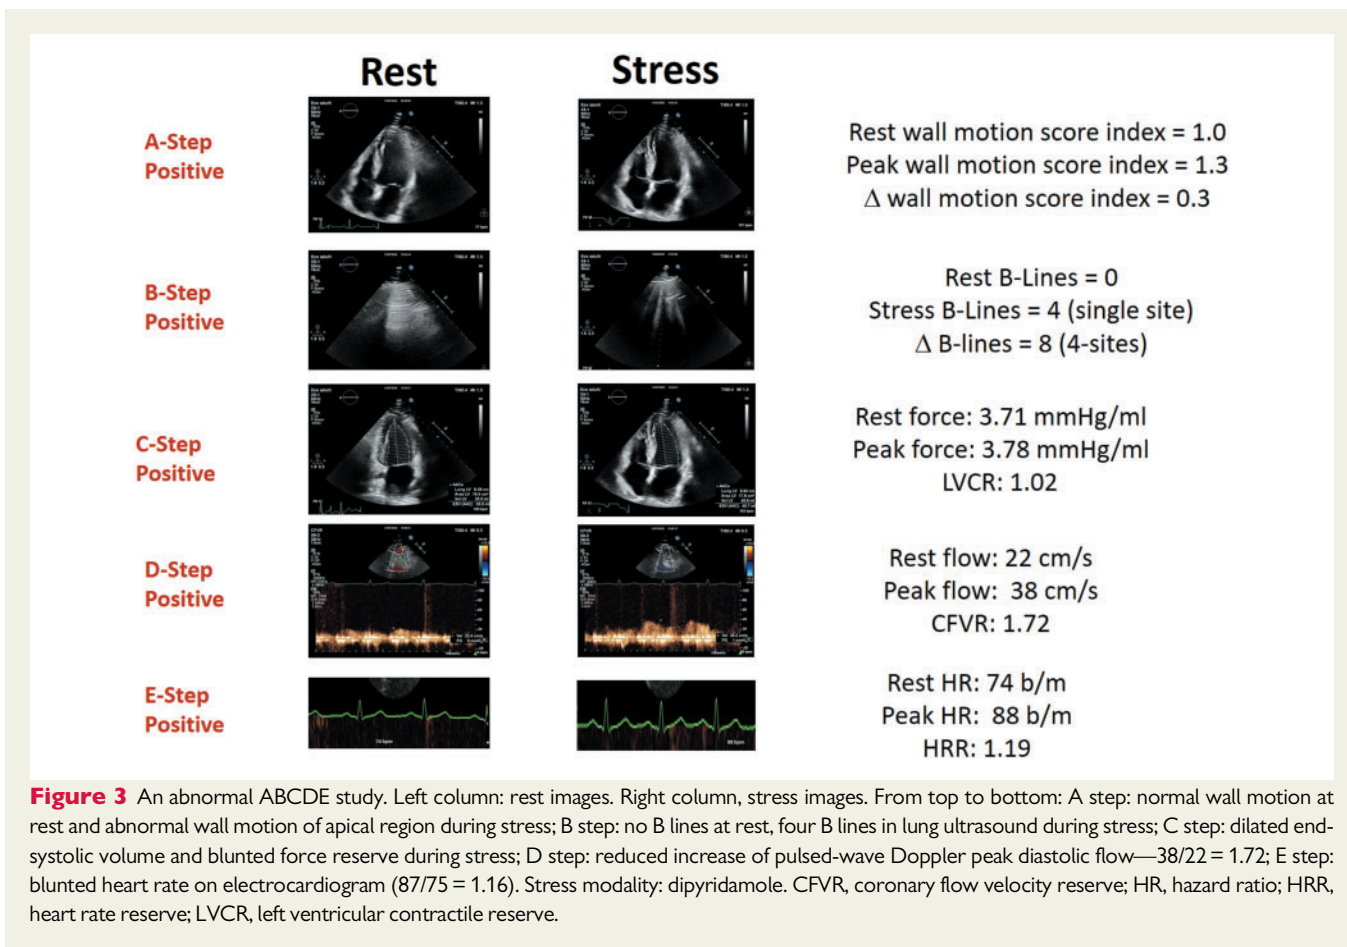 Rest
Stress
A-Step
Positive
Rest wall motion score index = 1.0
Peak wall motion score index = 1.3
Δ wall motion score index = 0.3
B-Step
Positive
Rest B-Lines = 0
Stress B-Lines = 4 (single site)
Δ B-lines = 8 (4-sites)
C-Step
Positive
Rest force: 3.71 mmHg/ml
Peak force: 3.78 mmHg/ml
LVCR: 1.02
D-Step
Positive
Rest flow: 22 cm/s
Peak flow: 38 cm/s
CFVR: 1.72
E-Step
Positive
74 bpm
88 bpm
Rest HR: 74 b/m
Peak HR: 88 b/m
HRR: 1.19
Figure 3 An abnormal ABCDE study. Left column: rest images. Right column, stress images. From top to bottom: A step: normal wall motion at
rest and abnormal wall motion of apical region during stress; B step: no B lines at rest, four B lines in lung ultrasound during stress; C step: dilated end-
systolic volume and blunted force reserve during stress; D step: reduced increase of pulsed-wave Doppler peak diastolic flow—38/22 = 1.72; E step:
blunted heart rate on electrocardiogram (87/75 = 1.16). Stress modality: dipyridamole. CFVR, coronary flow velocity reserve; HR, hazard ratio; HRR,
heart rate reserve; LVCR, left ventricular contractile reserve.